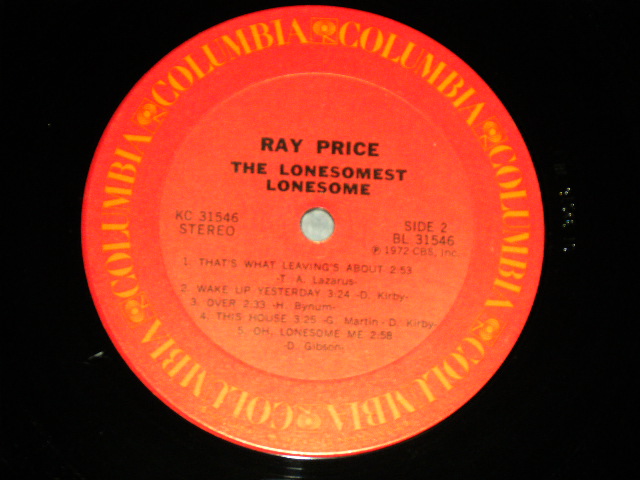 COLUMBIA COLUMBIA COLUMBIA COLUMBIA COLUMBIA COLUMBIA
RAY PRICE
THE LONESOMEST
LONESOME
KC 31546
STEREO
SIDE 2
BL 31546
℗ 1972 CBS, Inc.
1. THAT'S WHAT LEAVING'S ABOUT 2:53
-T. A. Lazarus-
2. WAKE UP YESTERDAY 3:24 -D. Kirby-
3. OVER 2:33 -H. Bynum-
4. THIS HOUSE 3:25 -G. Martin - D. Kirby-
5. OH, LONESOME ME 2:58
-D. Gibson-